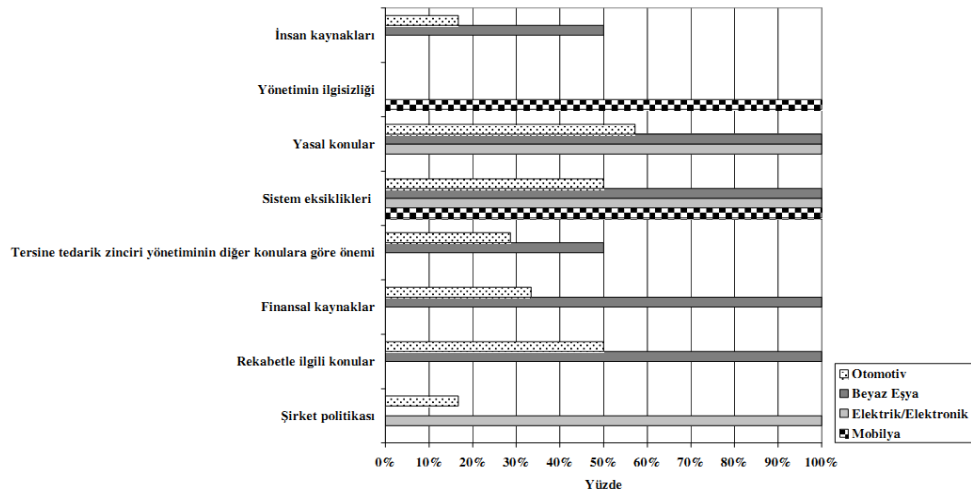 İnsan kaynakları
Yönetimin ilgisizliği
Yasal konular
Sistem eksiklikleri
Tersine tedarik zinciri yönetiminin diğer konulara göre önemi
Finansal kaynaklar
Rekabetle ilgili konular
Şirket politikası
0% 10% 20% 30% 40% 50% 60% 70% 80% 90% 100%
Yüzde
Otomotiv
Beyaz Eşya
Elektrik/Elektronik
Mobilya